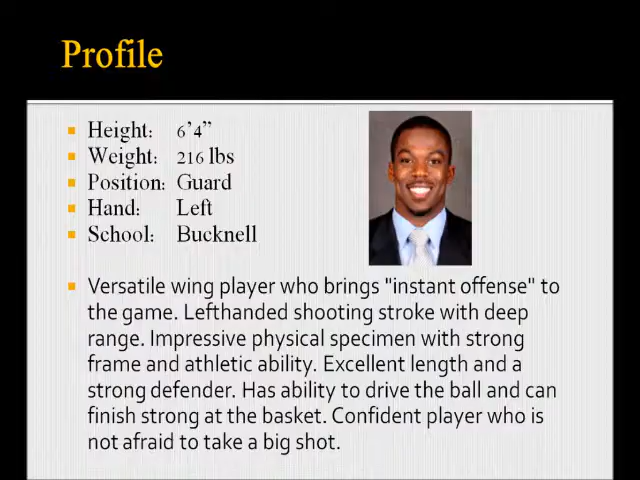 Profile
Height: 6'4”
Weight: 216 lbs
Position: Guard
Hand: Left
School: Bucknell
Versatile wing player who brings "instant offense" to
the game. Lefthanded shooting stroke with deep
range. Impressive physical specimen with strong
frame and athletic ability. Excellent length and a
strong defender. Has ability to drive the ball and can
finish strong at the basket. Confident player who is
not afraid to take a big shot.